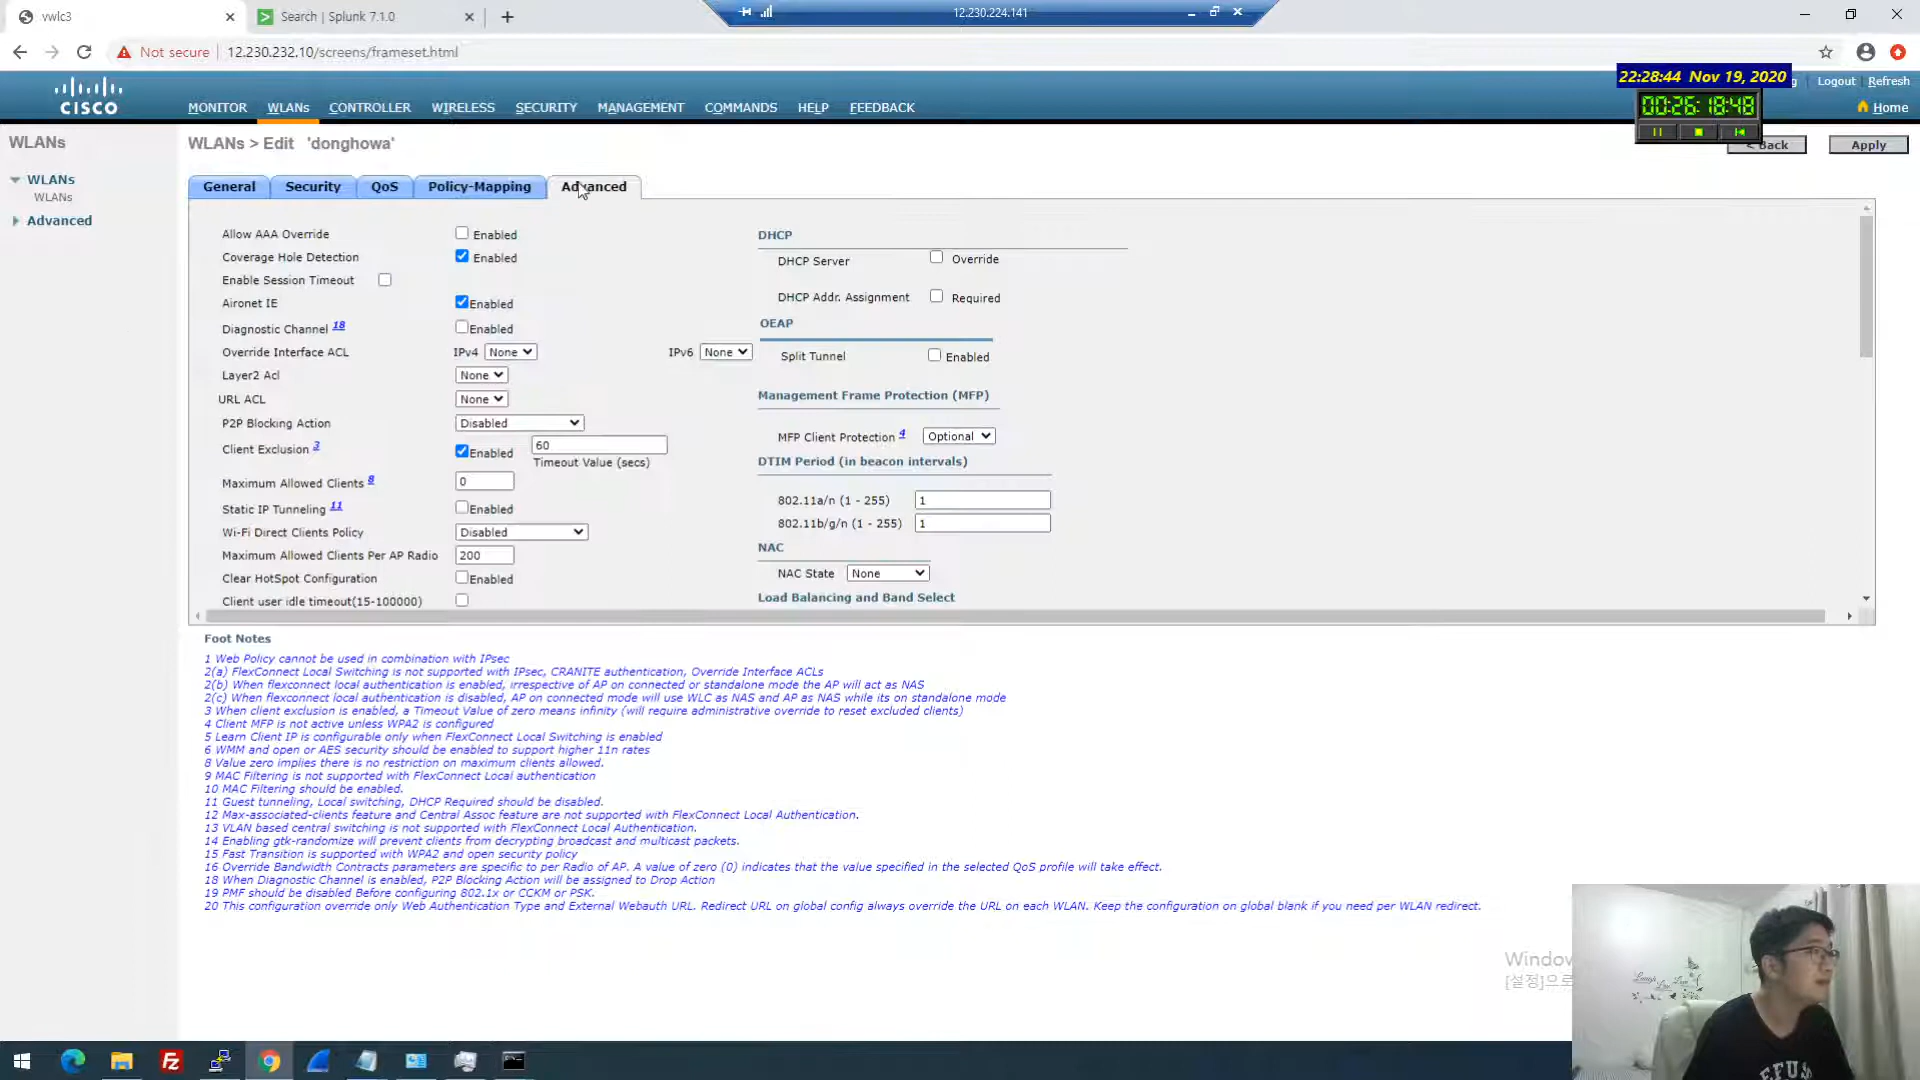 vwlc3
Search | Splunk 7.1.0
12.230.224.141
Not secure
12.230.232.10/screens/frameset.html
22:28:44 Nov 19, 2020
00:26:18:48
Logout
Refresh
CISCO
MONITOR
WLANs
CONTROLLER
WIRELESS
SECURITY
MANAGEMENT
COMMANDS
HELP
FEEDBACK
Home
WLANs
WLANs > Edit 'donghowa'
< Back
Apply
WLANs
WLANs
Advanced
General
Security
QoS
Policy-Mapping
Advanced
Allow AAA Override
Enabled
Coverage Hole Detection
Enabled
Enable Session Timeout
Aironet IE
Enabled
Diagnostic Channel 18
Enabled
Override Interface ACL
IPv4 None
IPv6 None
Layer2 Acl
None
URL ACL
None
P2P Blocking Action
Disabled
Client Exclusion 3
Enabled
60
Timeout Value (secs)
Maximum Allowed Clients 8
0
Static IP Tunneling 11
Enabled
Wi-Fi Direct Clients Policy
Disabled
Maximum Allowed Clients Per AP Radio
200
Clear HotSpot Configuration
Enabled
Client user idle timeout(15-100000)
DHCP
DHCP Server
Override
DHCP Addr. Assignment
Required
OEAP
Split Tunnel
Enabled
Management Frame Protection (MFP)
MFP Client Protection 4
Optional
DTIM Period (in beacon intervals)
802.11a/n (1 - 255)
1
802.11b/g/n (1 - 255)
1
NAC
NAC State
None
Load Balancing and Band Select
Foot Notes
1 Web Policy cannot be used in combination with IPsec
2(a) FlexConnect Local Switching is not supported with IPsec, CRANITE authentication, Override Interface ACLs
2(b) When flexconnect local authentication is enabled, irrespective of AP on connected or standalone mode the AP will act as NAS
2(c) When flexconnect local authentication is disabled, AP on connected mode will use WLC as NAS and AP as NAS while its on standalone mode
3 When client exclusion is enabled, a Timeout Value of zero means infinity (will require administrative override to reset excluded clients)
4 Client MFP is not active unless WPA2 is configured
5 Learn Client IP is configurable only when FlexConnect Local Switching is enabled
6 WMM and open or AES security should be enabled to support higher 11n rates
8 Value zero implies there is no restriction on maximum clients allowed.
9 MAC Filtering is not supported with FlexConnect Local authentication
10 MAC Filtering should be enabled.
11 Guest tunneling, Local switching, DHCP Required should be disabled.
12 Max-associated-clients feature and Central Assoc feature are not supported with FlexConnect Local Authentication.
13 VLAN based central switching is not supported with FlexConnect Local Authentication.
14 Enabling gtk-randomize will prevent clients from decrypting broadcast and multicast packets.
15 Fast Transition is supported with WPA2 and open security policy
16 Override Bandwidth Contracts parameters are specific to per Radio of AP. A value of zero (0) indicates that the value specified in the selected QoS profile will take effect.
18 When Diagnostic Channel is enabled, P2P Blocking Action will be assigned to Drop Action
19 PMF should be disabled Before configuring 802.1x or CCKM or PSK.
20 This configuration override only Web Authentication Type and External Webauth URL. Redirect URL on global config always override the URL on each WLAN. Keep the configuration on global blank if you need per WLAN redirect.
Window
[설정]으로